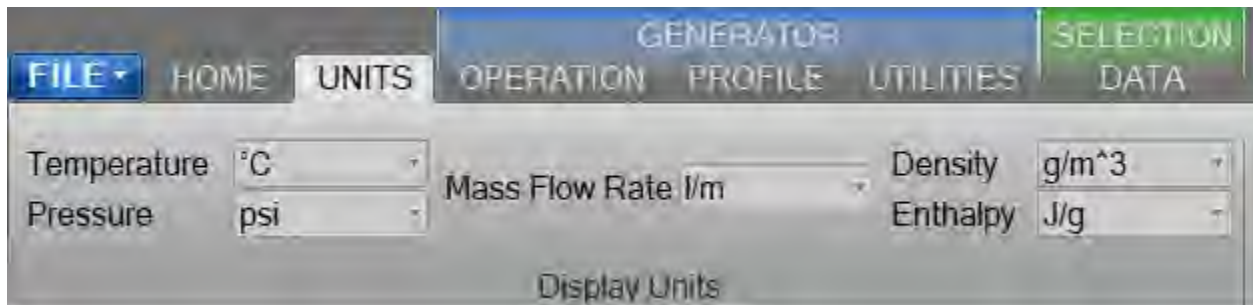 GENERATOR SELECTION
FILE HOME UNITS OPERATION PROFILE UTILITIES DATA
Temperature °C
Pressure psi
Mass Flow Rate l/m
Density g/m^3
Enthalpy J/g
Display Units